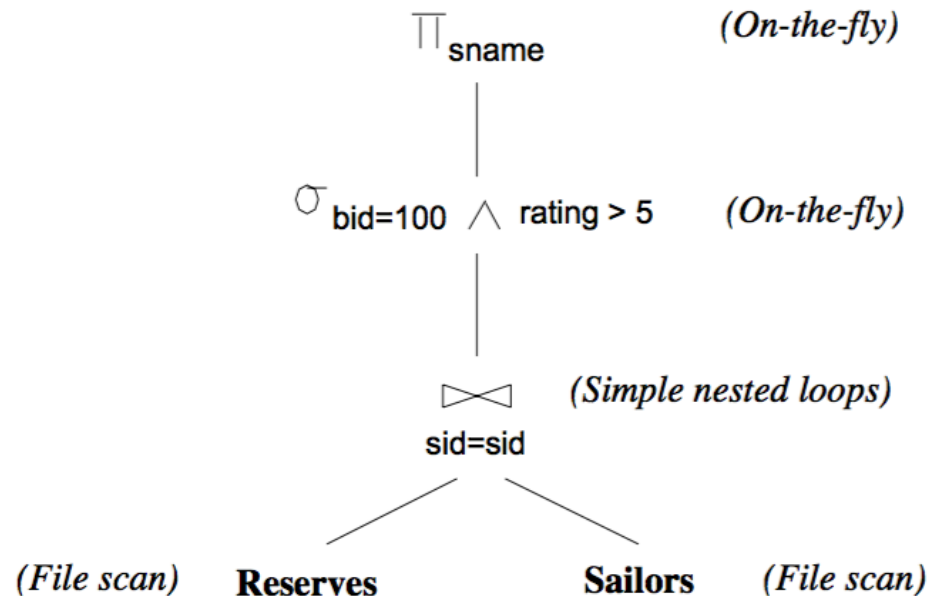 π sname (On-the-fly)
σ bid=100 ∧ rating > 5 (On-the-fly)
⋈ (Simple nested loops)
sid=sid
(File scan) Reserves Sailors (File scan)